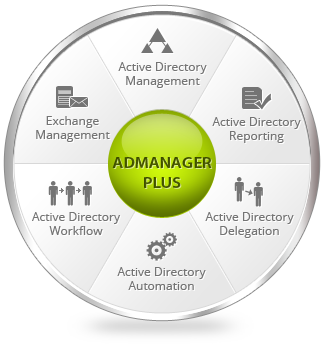 Active Directory
Management
Active Directory
Reporting
Active Directory
Delegation
Active Directory
Automation
Active Directory
Workflow
Exchange
Management
ADMANAGER
PLUS